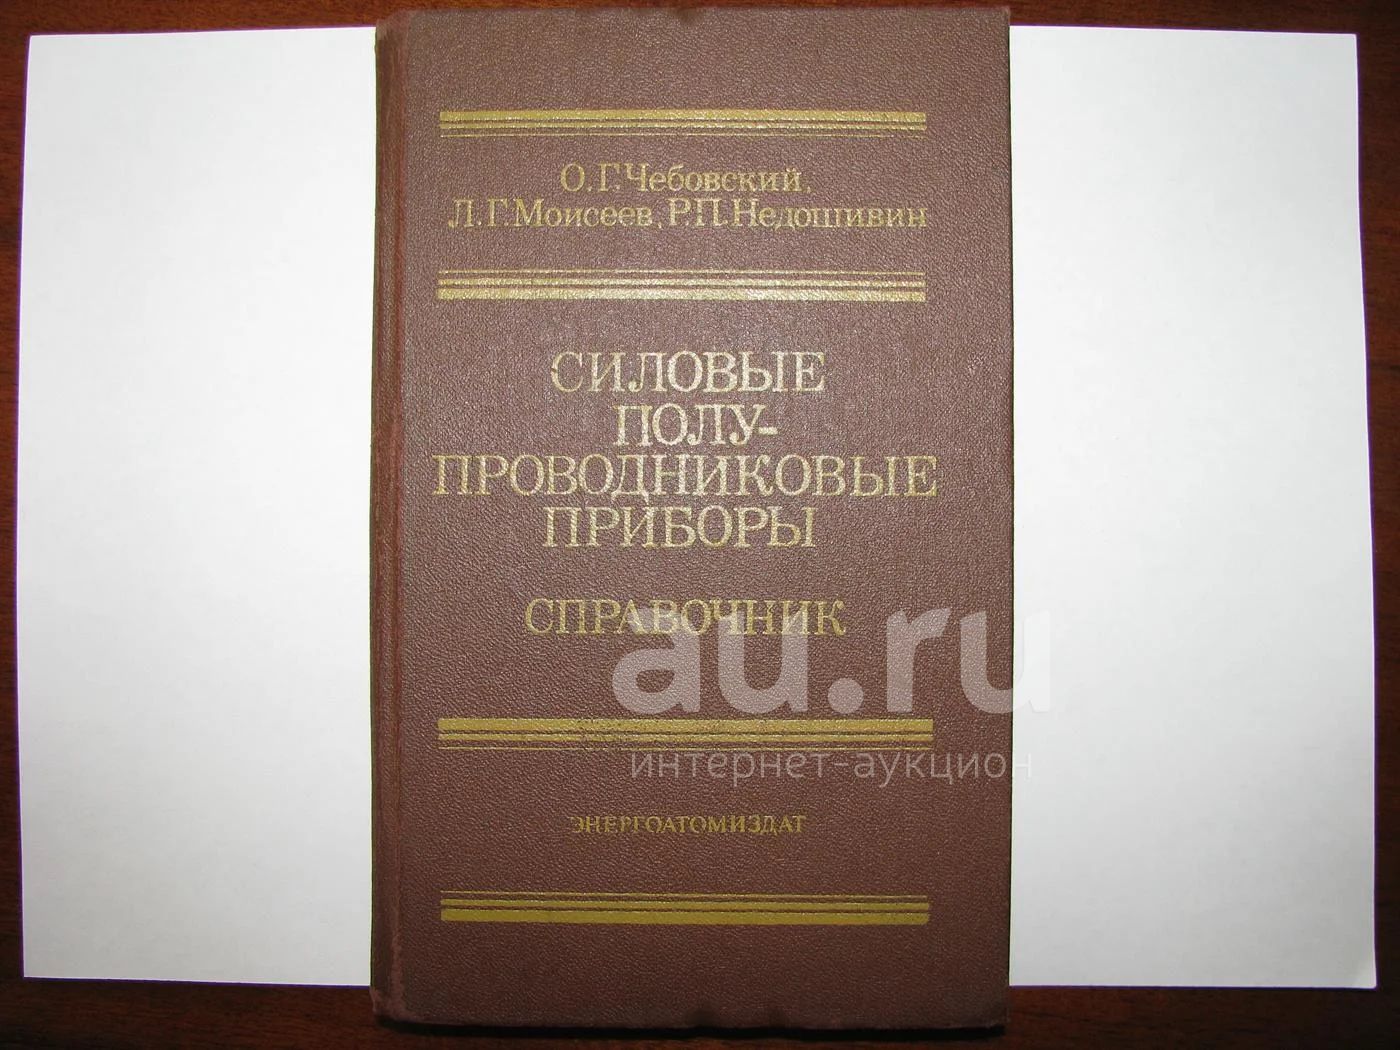 О.Г.Чебовский,
Л.Г.Моисеев, Р.П.Недошивин
СИЛОВЫЕ
ПОЛУ-
ПРОВОДНИКОВЫЕ
ПРИБОРЫ
СПРАВОЧНИК
au.ru
интернет-аукцион
ЭНЕРГОАТОМИЗДАТ